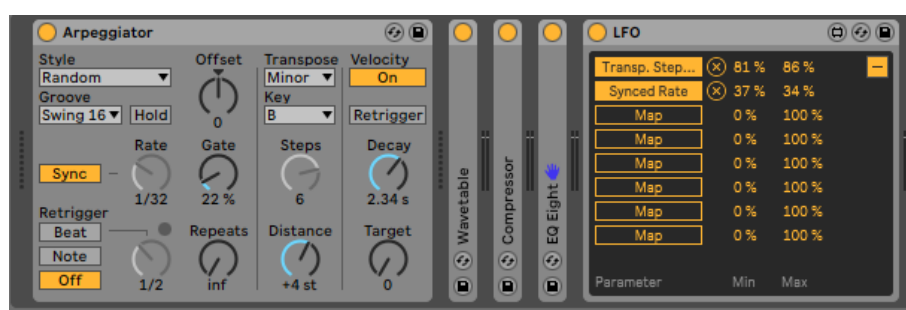 Arpeggiator
Style
Random
Groove
Swing 16
Hold
Offset
0
Transpose
Minor
Key
B
Velocity
On
Retrigger
Sync
Rate
1/32
Gate
22 %
Steps
6
Decay
2.34 s
Retrigger
Beat
Note
Off
1/2
Repeats
inf
Distance
+4 st
Target
0
Wavetable
Compressor
EQ Eight
LFO
Transp. Step... 81 % 86 %
Synced Rate 37 % 34 %
Map 0 % 100 %
Map 0 % 100 %
Map 0 % 100 %
Map 0 % 100 %
Map 0 % 100 %
Map 0 % 100 %
Parameter Min Max